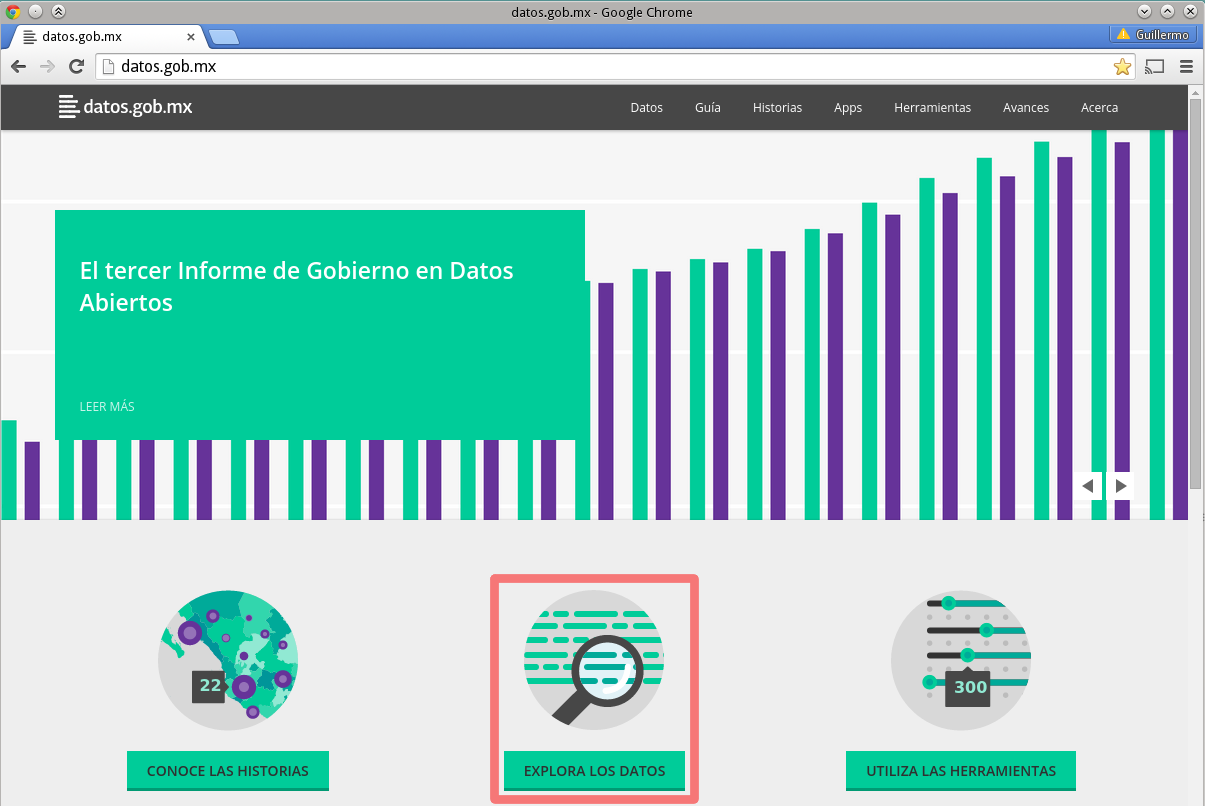 datos.gob.mx - Google Chrome
datos.gob.mx
Guillermo
datos.gob.mx
datos.gob.mx
Datos Guía Historias Apps Herramientas Avances Acerca
El tercer Informe de Gobierno en Datos
Abiertos
LEER MÁS
22
300
CONOCE LAS HISTORIAS
EXPLORA LOS DATOS
UTILIZA LAS HERRAMIENTAS